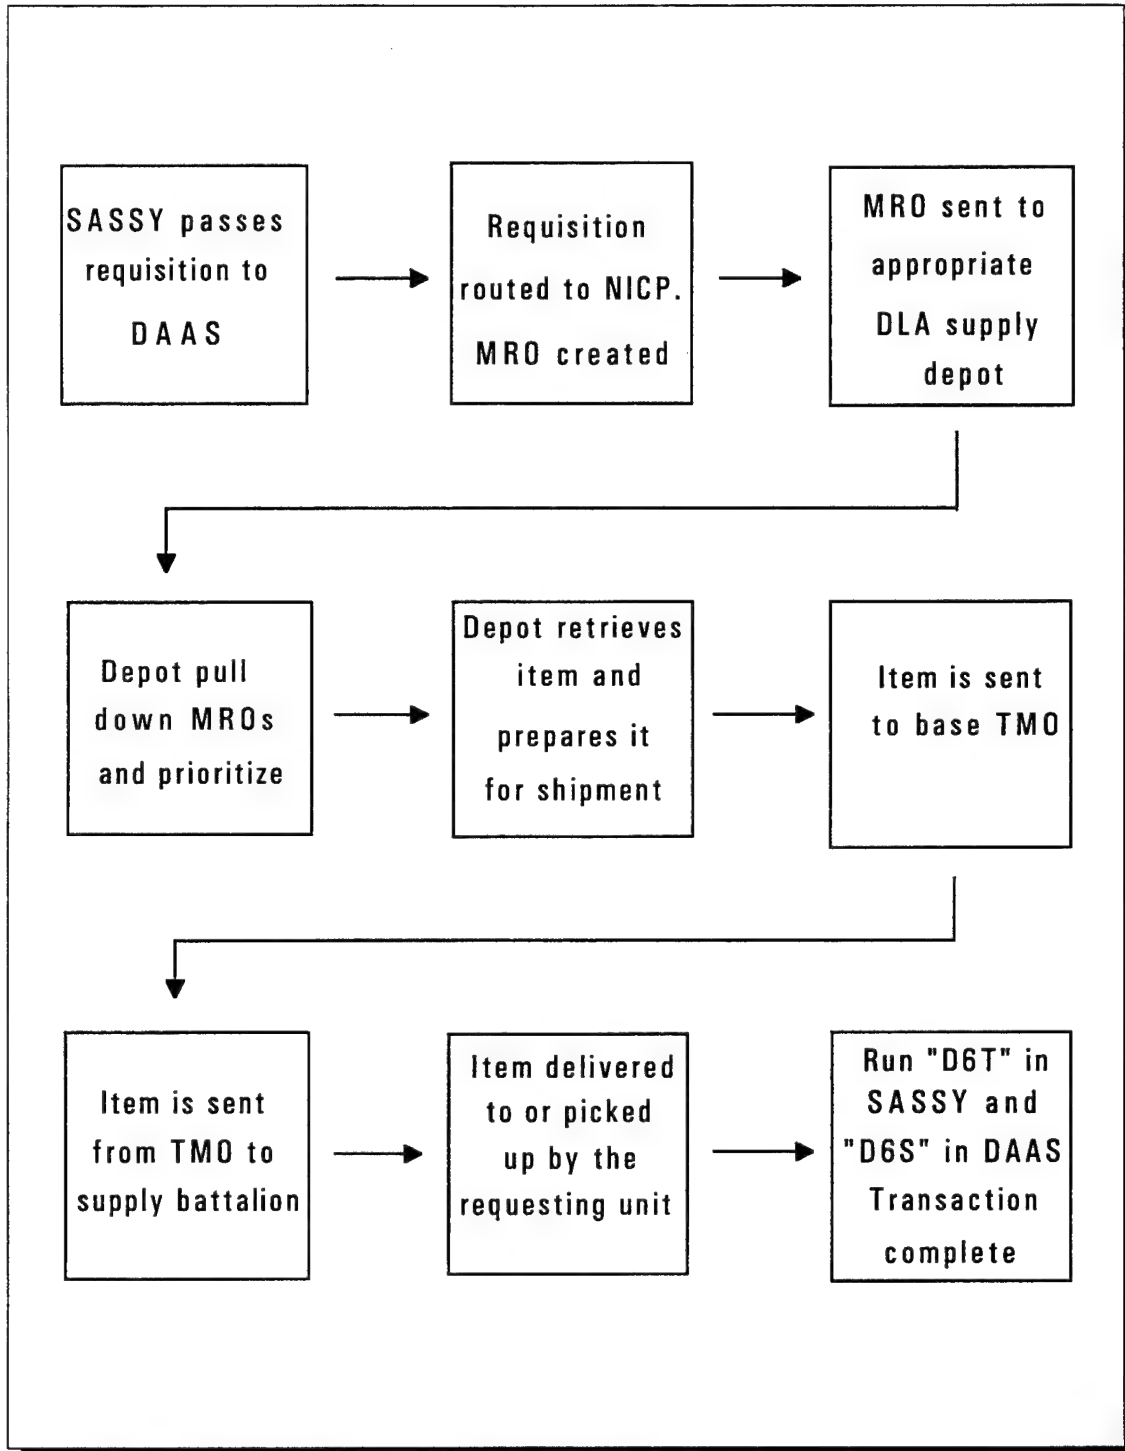 SASSY passes
requisition to
DAAS
Requisition
routed to NICP.
MRO created
MRO sent to
appropriate
DLA supply
depot
Depot pull
down MROs
and prioritize
Depot retrieves
item and
prepares it
for shipment
Item is sent
to base TMO
Item is sent
from TMO to
supply battalion
Item delivered
to or picked
up by the
requesting unit
Run "D6T" in
SASSY and
"D6S" in DAAS
Transaction
complete